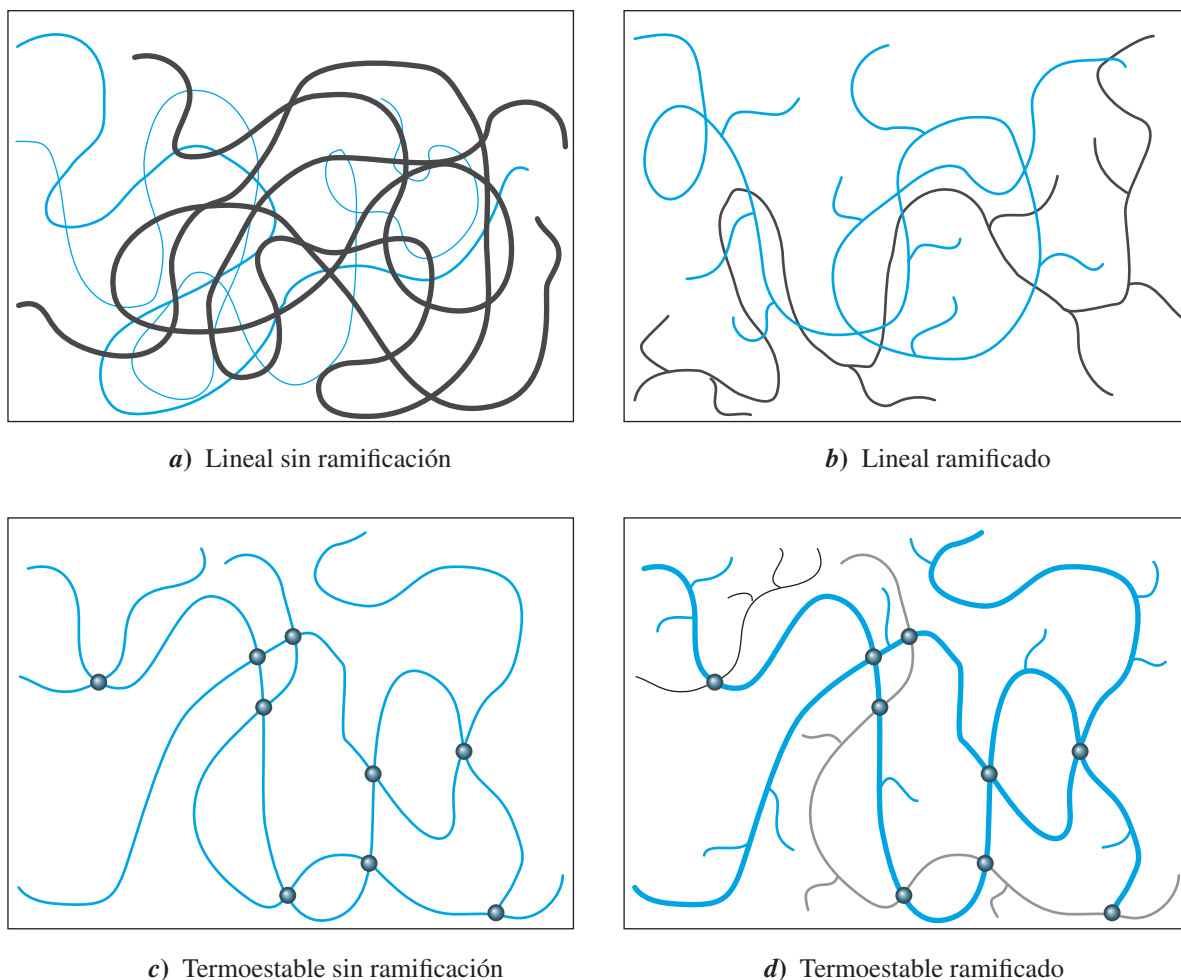 a) Lineal sin ramificación
b) Lineal ramificado
c) Termoestable sin ramificación
d) Termoestable ramificado